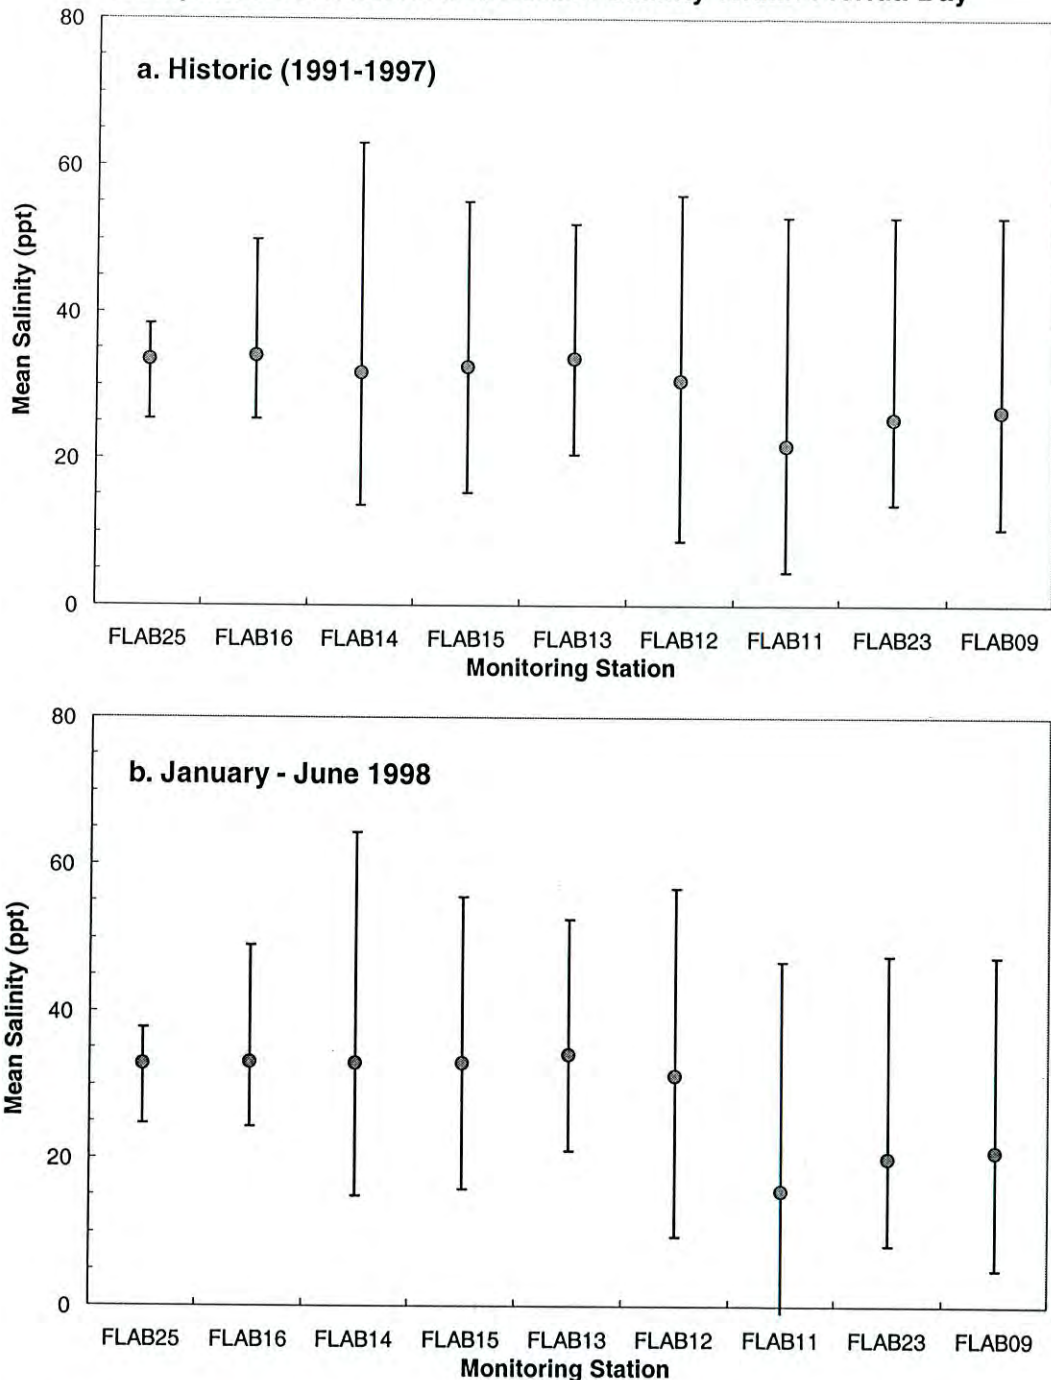 80
a. Historic (1991-1997)
60
40
20
0
Mean Salinity (ppt)
FLAB25 FLAB16 FLAB14 FLAB15 FLAB13 FLAB12 FLAB11 FLAB23 FLAB09
Monitoring Station
80
b. January - June 1998
60
40
20
0
Mean Salinity (ppt)
FLAB25 FLAB16 FLAB14 FLAB15 FLAB13 FLAB12 FLAB11 FLAB23 FLAB09
Monitoring Station